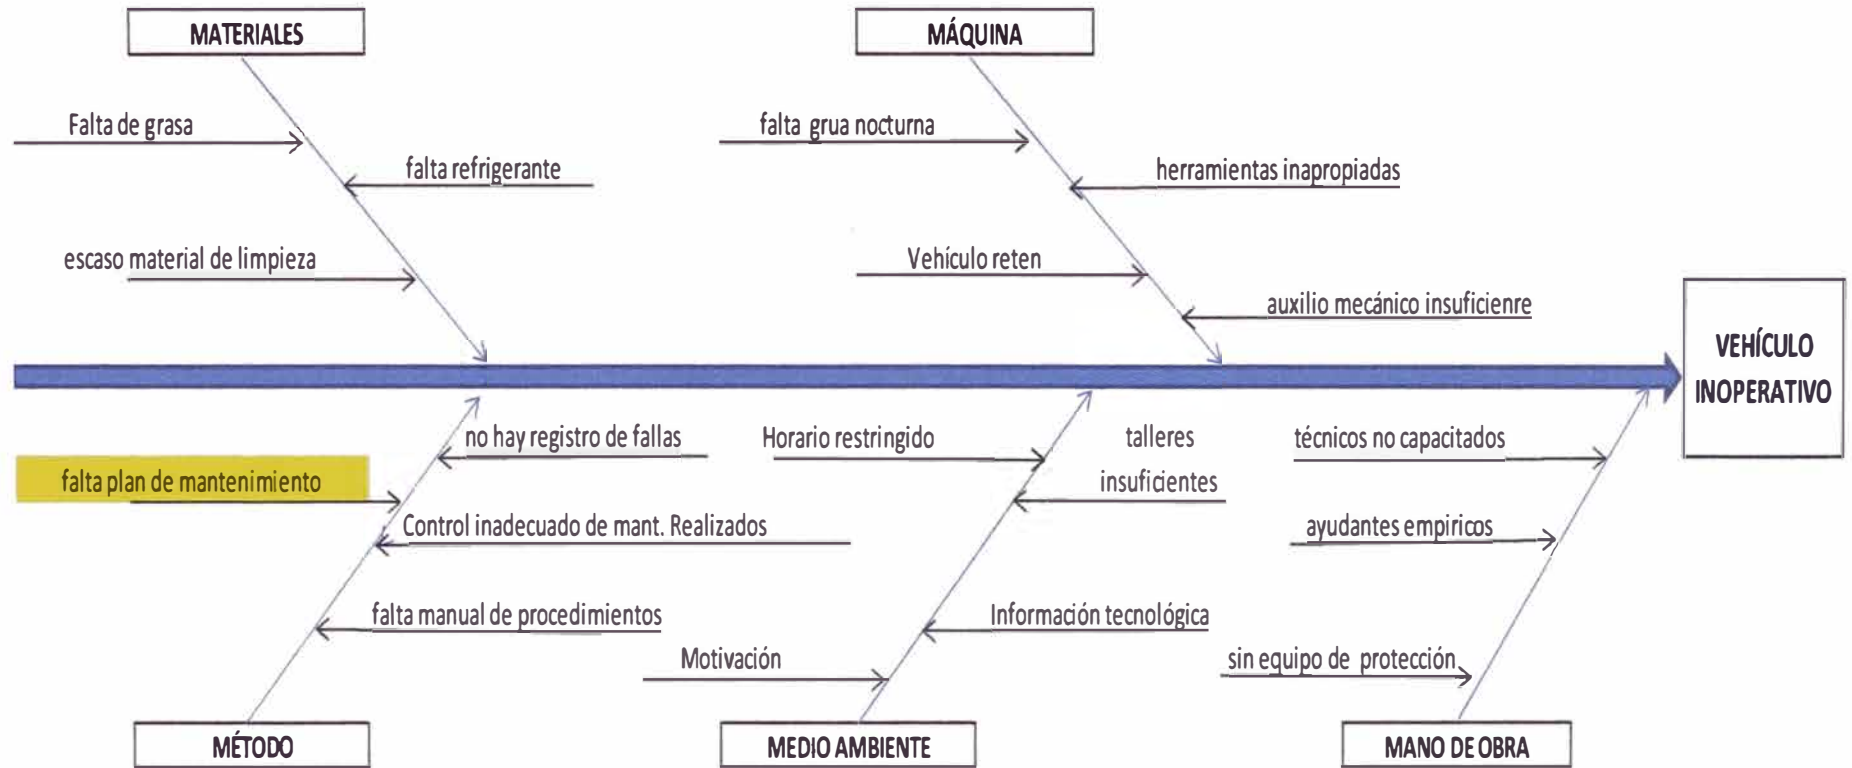 MATERIALES
MÁQUINA
Falta de grasa
falta grua nocturna
falta refrigerante
herramientas inapropiadas
escaso material de limpieza
Vehículo reten
auxilio mecánico insuficienre
VEHÍCULO
INOPERATIVO
no hay registro de fallas
Horario restringido
talleres
insuficientes
técnicos no capacitados
falta plan de mantenimiento
Control inadecuado de mant. Realizados
ayudantes empiricos
falta manual de procedimientos
Información tecnológica
Motivación
sin equipo de protección
MÉTODO
MEDIO AMBIENTE
MANO DE OBRA